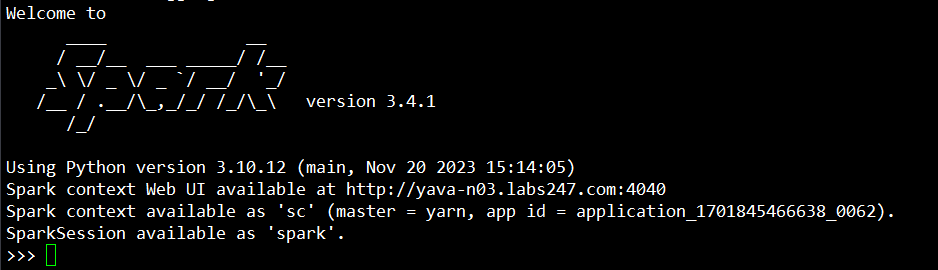 Welcome to
      ____              __
     / __/__  ___ _____/ /__
    _\ \/ _ \/ _ `/ __/  '_/
   /__ / .__/\_,_/_/ /_/\_\   version 3.4.1
      /_/
Using Python version 3.10.12 (main, Nov 20 2023 15:14:05)
Spark context Web UI available at http://yava-n03.labs247.com:4040
Spark context available as 'sc' (master = yarn, app id = application_1701845466638_0062).
SparkSession available as 'spark'.
>>>